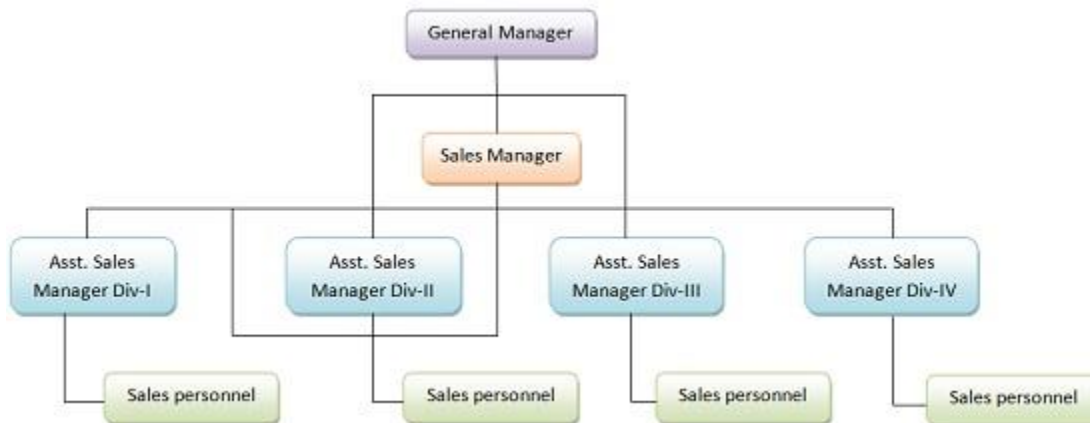 General Manager
Sales Manager
Asst. Sales
Manager Div-I
Asst. Sales
Manager Div-II
Asst. Sales
Manager Div-III
Asst. Sales
Manager Div-IV
Sales personnel
Sales personnel
Sales personnel
Sales personnel